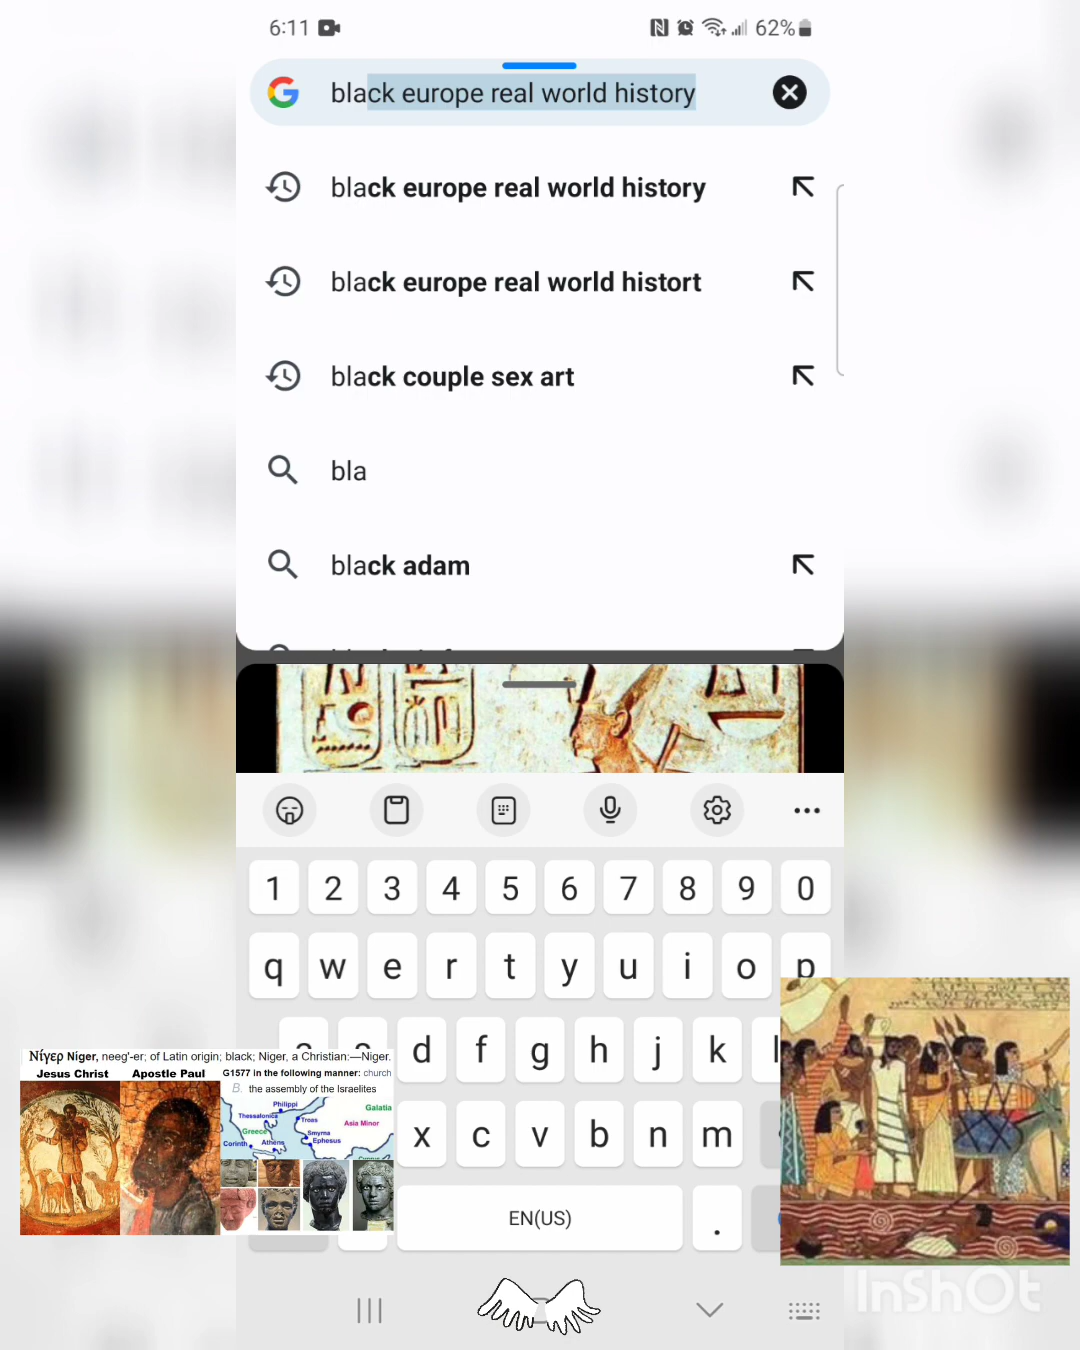 6:11
62%
black europe real world history
black europe real world history
black europe real world histort
black couple sex art
bla
black adam
1 2 3 4 5 6 7 8 9 0
q w e r t y u i o p
d f g h j k
x c v b n m
EN(US)
.
Νίγερ Niger, neeg'-er; of Latin origin; black; Niger, a Christian:—Niger.
Jesus Christ
Apostle Paul
G1577 in the following manner: church
B. the assembly of the Israelites
Philippi
Galatia
Thessalonica
Troas
Asia Minor
Greece
Smyrna
Corinth
Athens
Ephesus
InShOt